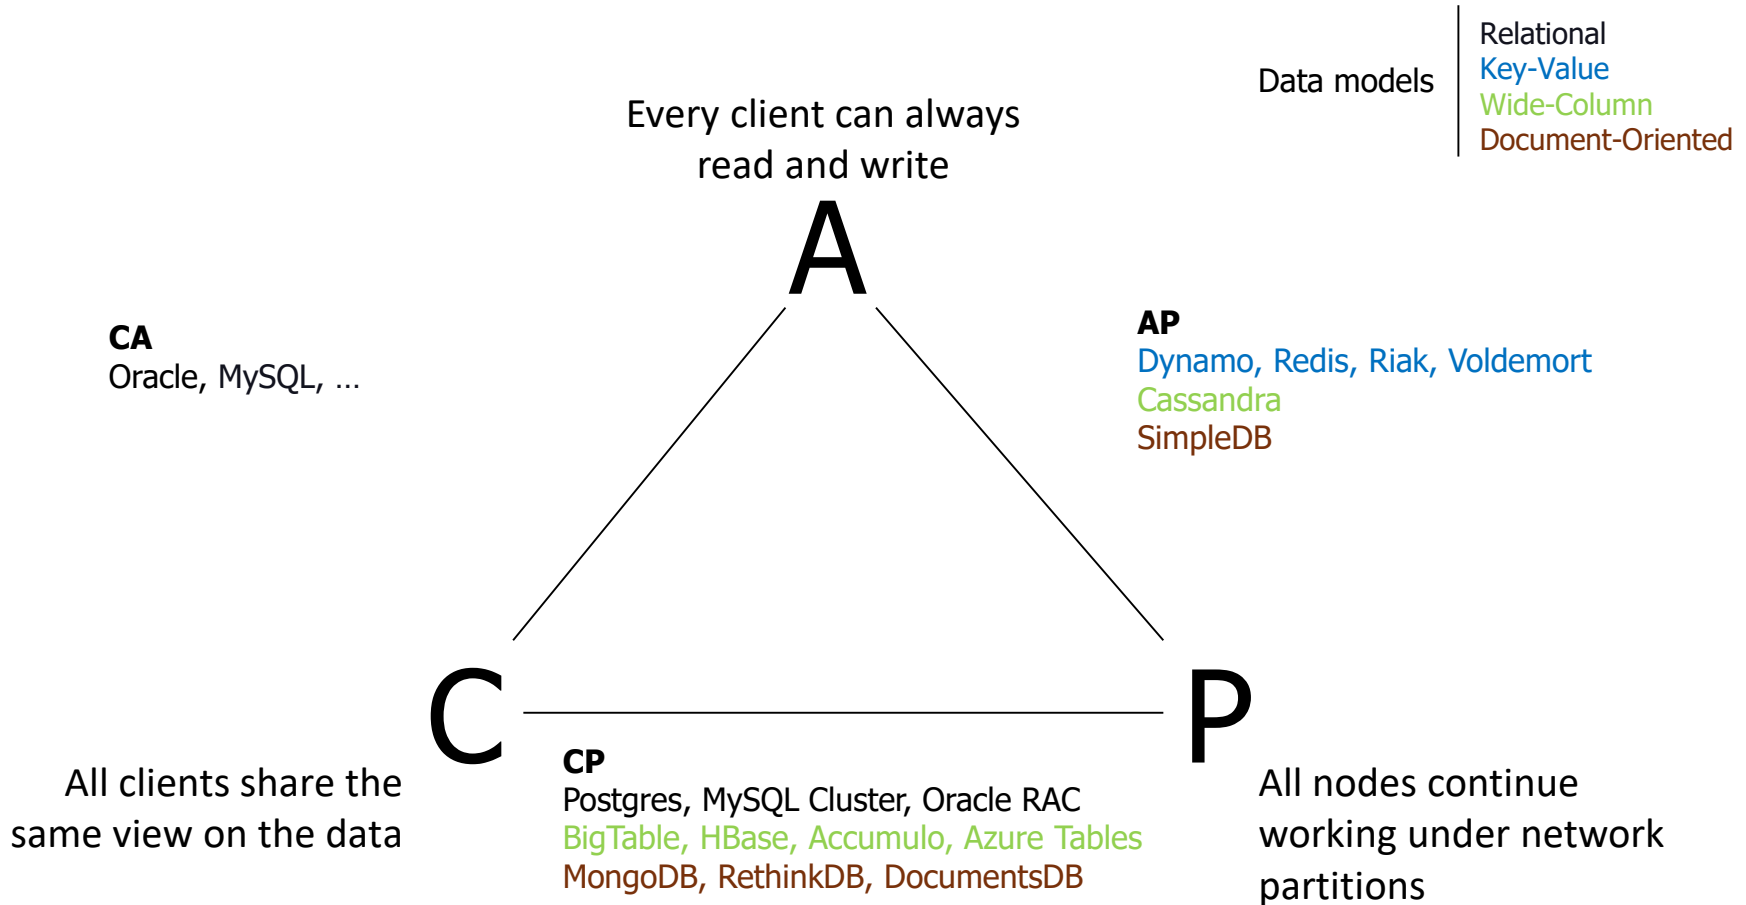 Data models
Relational
Key-Value
Wide-Column
Document-Oriented
Every client can always
read and write
A
CA
Oracle, MySQL, …
AP
Dynamo, Redis, Riak, Voldemort
Cassandra
SimpleDB
C
P
All clients share the
same view on the data
CP
Postgres, MySQL Cluster, Oracle RAC
BigTable, HBase, Accumulo, Azure Tables
MongoDB, RethinkDB, DocumentsDB
All nodes continue
working under network
partitions